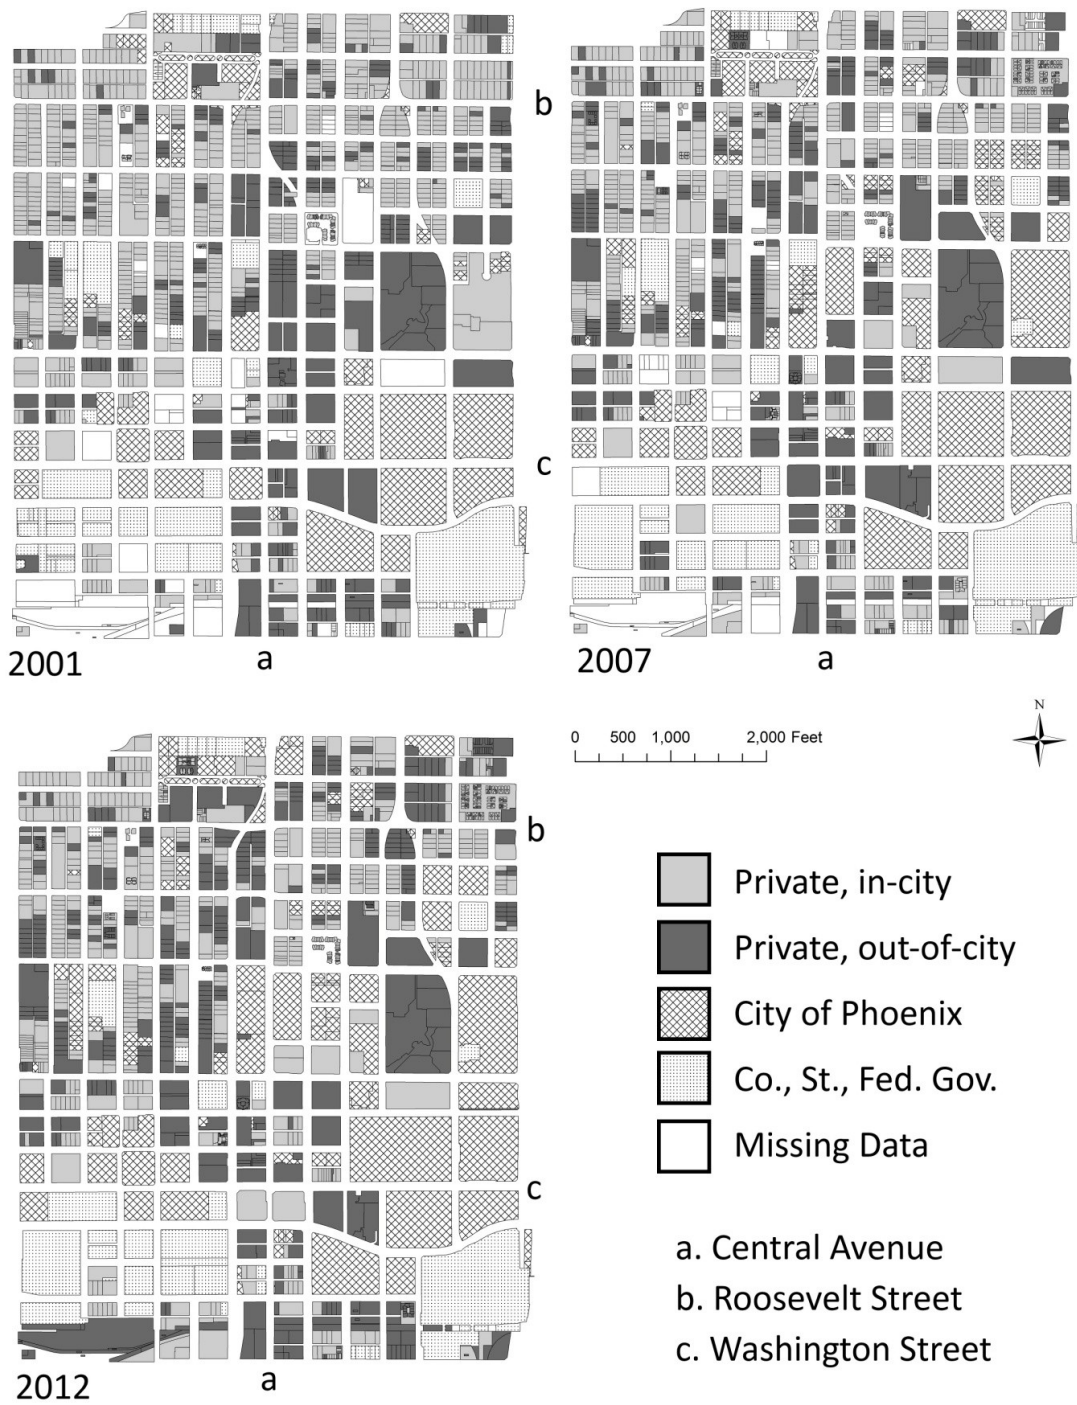 b
c
2001
a
2007
a
N
0 500 1,000 2,000 Feet
b
c
2012
a
Private, in-city
Private, out-of-city
City of Phoenix
Co., St., Fed. Gov.
Missing Data
a. Central Avenue
b. Roosevelt Street
c. Washington Street